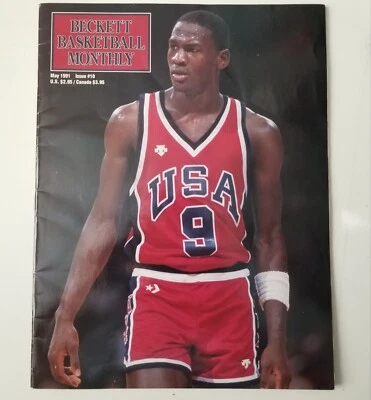 BECKETT
BASKETBALL
MONTHLY
May 1991 Issue #10
U.S. $2.95 / Canada $3.95
USA
9